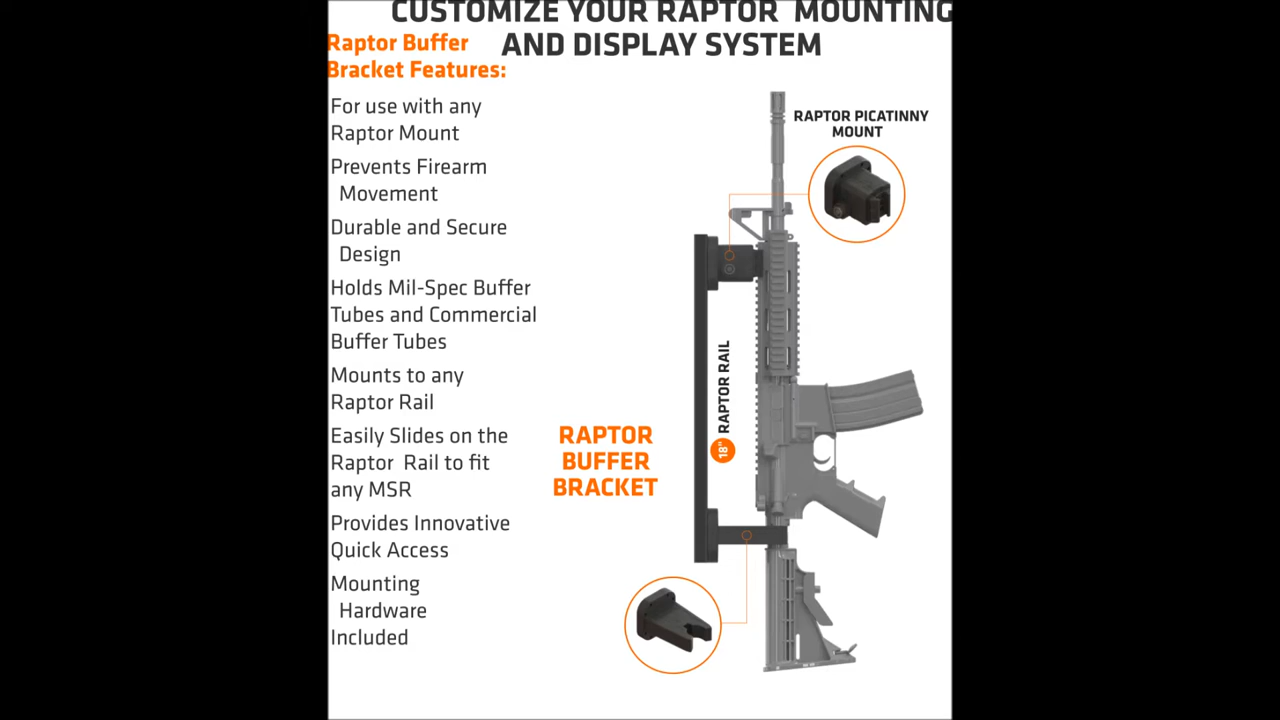 CUSTOMIZE YOUR RAPTOR MOUNTING
AND DISPLAY SYSTEM
Raptor Buffer
Bracket Features:
For use with any
Raptor Mount
Prevents Firearm
Movement
Durable and Secure
Design
Holds Mil-Spec Buffer
Tubes and Commercial
Buffer Tubes
Mounts to any
Raptor Rail
Easily Slides on the
Raptor Rail to fit
any MSR
Provides Innovative
Quick Access
Mounting
Hardware
Included
RAPTOR PICATINNY
MOUNT
18" RAPTOR RAIL
RAPTOR
BUFFER
BRACKET